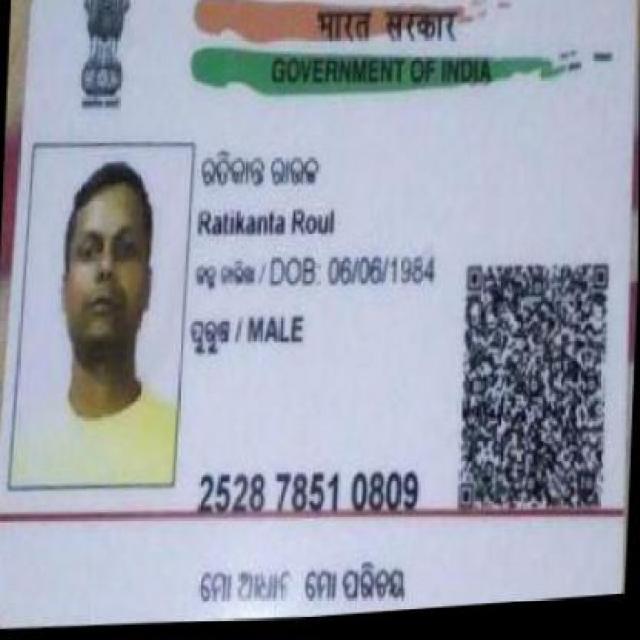 भारत सरकार
GOVERNMENT OF INDIA
ରତିକାନ୍ତ ରାଉଳ
Ratikanta Roul
ଜନ୍ମ ତାରିଖ / DOB: 06/06/1984
ପୁରୁଷ / MALE
2528 7851 0809
ମୋ ଆଧାର ମୋ ପରିଚୟ